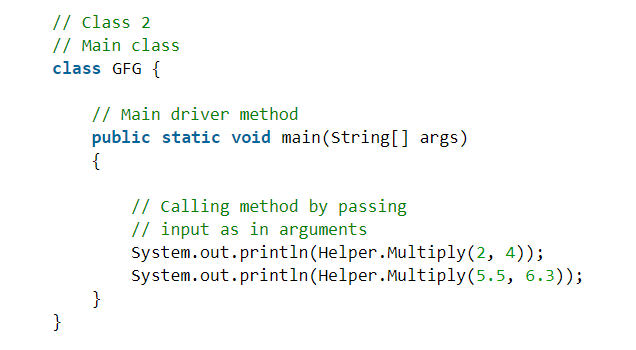 // Class 2
// Main class
class GFG {
// Main driver method
public static void main(String[] args)
{
// Calling method by passing
// input as in arguments
System.out.println(Helper.Multiply(2, 4));
System.out.println(Helper.Multiply(5.5, 6.3));
}
}